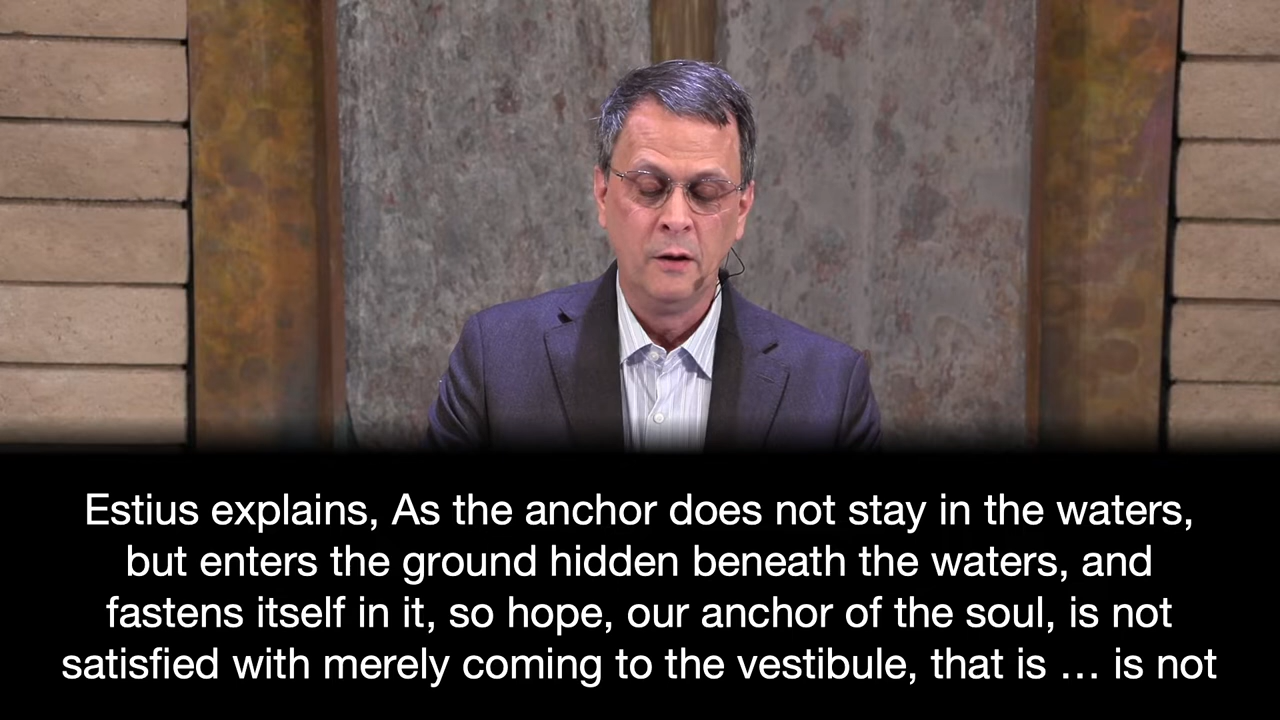 Estius explains, As the anchor does not stay in the waters,
but enters the ground hidden beneath the waters, and
fastens itself in it, so hope, our anchor of the soul, is not
satisfied with merely coming to the vestibule, that is … is not